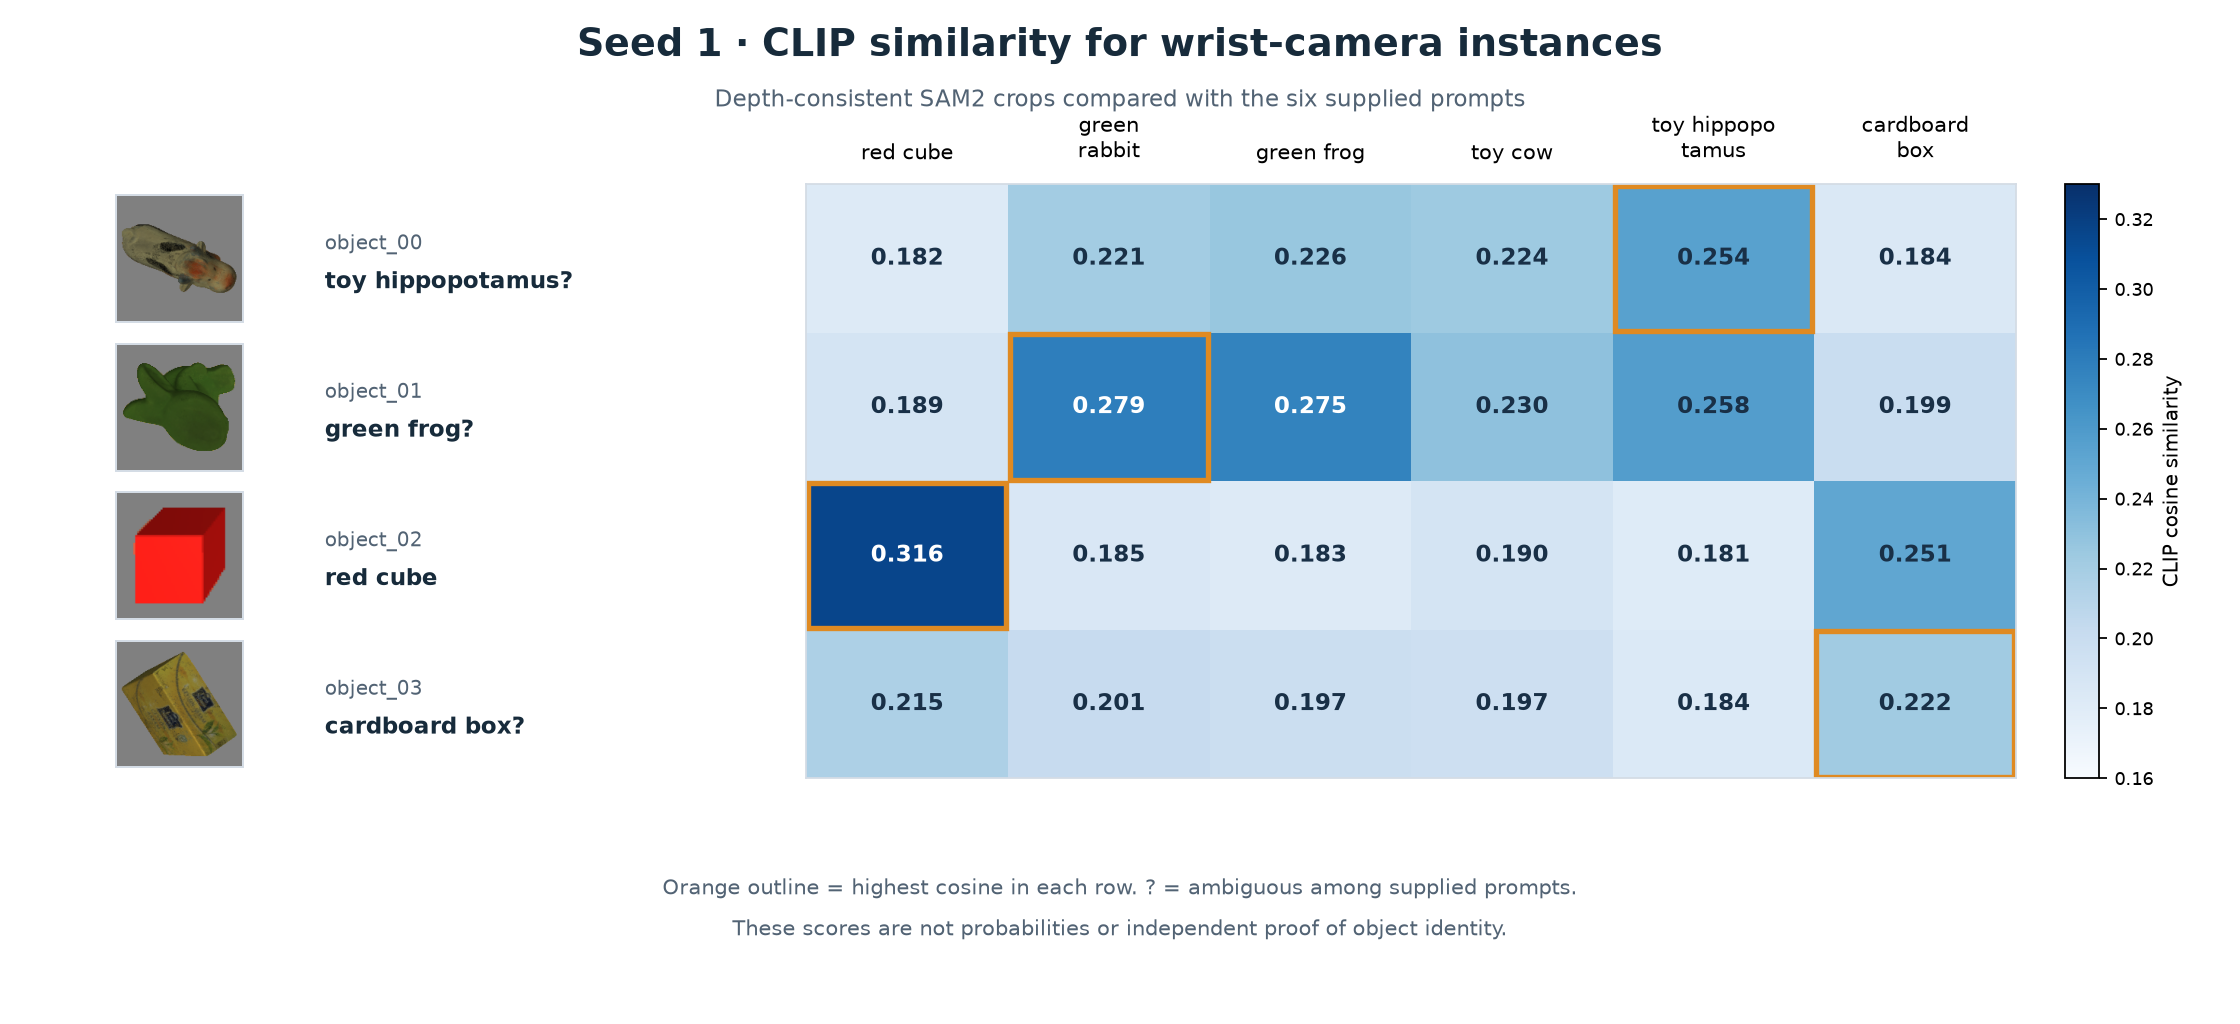 Seed 1 · CLIP similarity for wrist-camera instances
Depth-consistent SAM2 crops compared with the six supplied prompts
red cube
green
rabbit
green frog
toy cow
toy hippopo
tamus
cardboard
box
object_00
toy hippopotamus?
0.182 0.221 0.226 0.224 0.254 0.184
object_01
green frog?
0.189 0.279 0.275 0.230 0.258 0.199
object_02
red cube
0.316 0.185 0.183 0.190 0.181 0.251
object_03
cardboard box?
0.215 0.201 0.197 0.197 0.184 0.222
0.32
0.30
0.28
0.26
0.24
0.22
0.20
0.18
0.16
CLIP cosine similarity
Orange outline = highest cosine in each row. ? = ambiguous among supplied prompts.
These scores are not probabilities or independent proof of object identity.